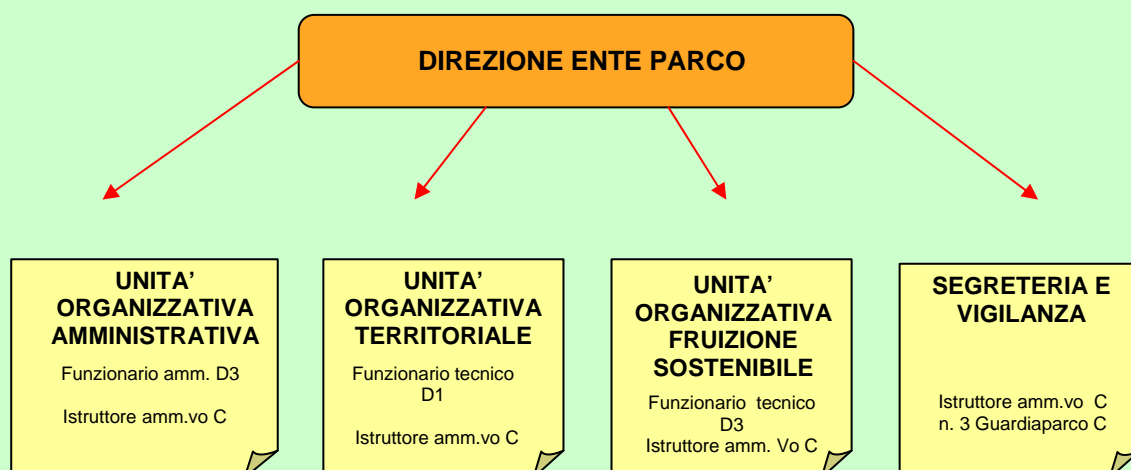 DIREZIONE ENTE PARCO
UNITA’
ORGANIZZATIVA
AMMINISTRATIVA
Funzionario amm. D3
Istruttore amm.vo C
UNITA’
ORGANIZZATIVA
TERRITORIALE
Funzionario tecnico
D1
Istruttore amm.vo C
UNITA’
ORGANIZZATIVA
FRUIZIONE
SOSTENIBILE
Funzionario tecnico
D3
Istruttore amm. Vo C
SEGRETERIA E
VIGILANZA
Istruttore amm.vo C
n. 3 Guardiaparco C